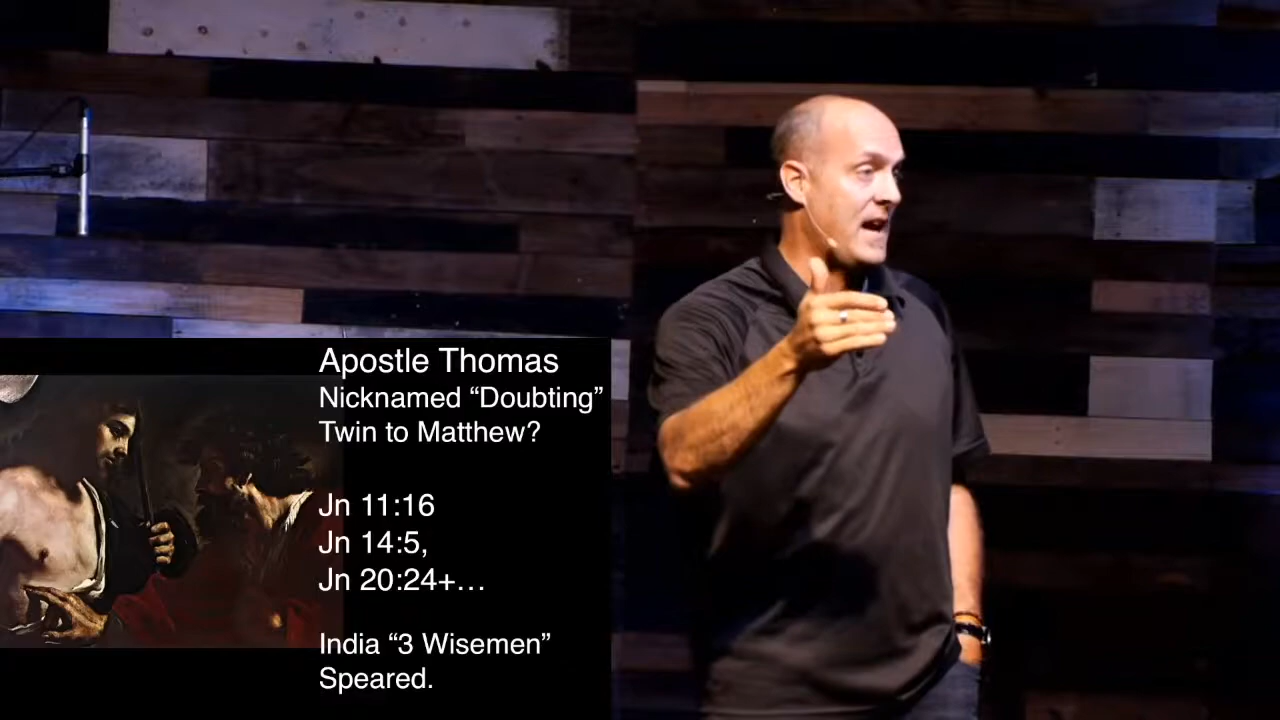 Apostle Thomas
Nicknamed “Doubting”
Twin to Matthew?
Jn 11:16
Jn 14:5,
Jn 20:24+…
India “3 Wisemen”
Speared.